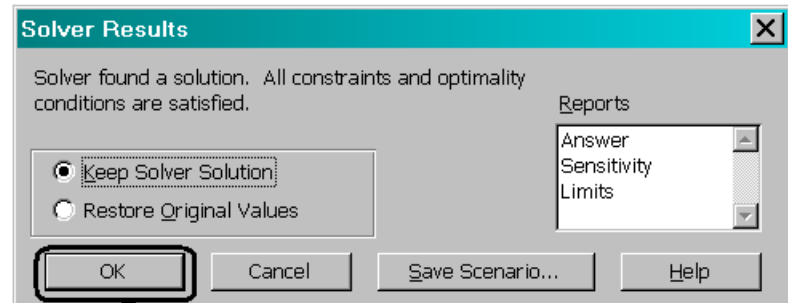 Solver Results
Solver found a solution. All constraints and optimality
conditions are satisfied.
Reports
Answer
Sensitivity
Limits
Keep Solver Solution
Restore Original Values
OK
Cancel
Save Scenario...
Help